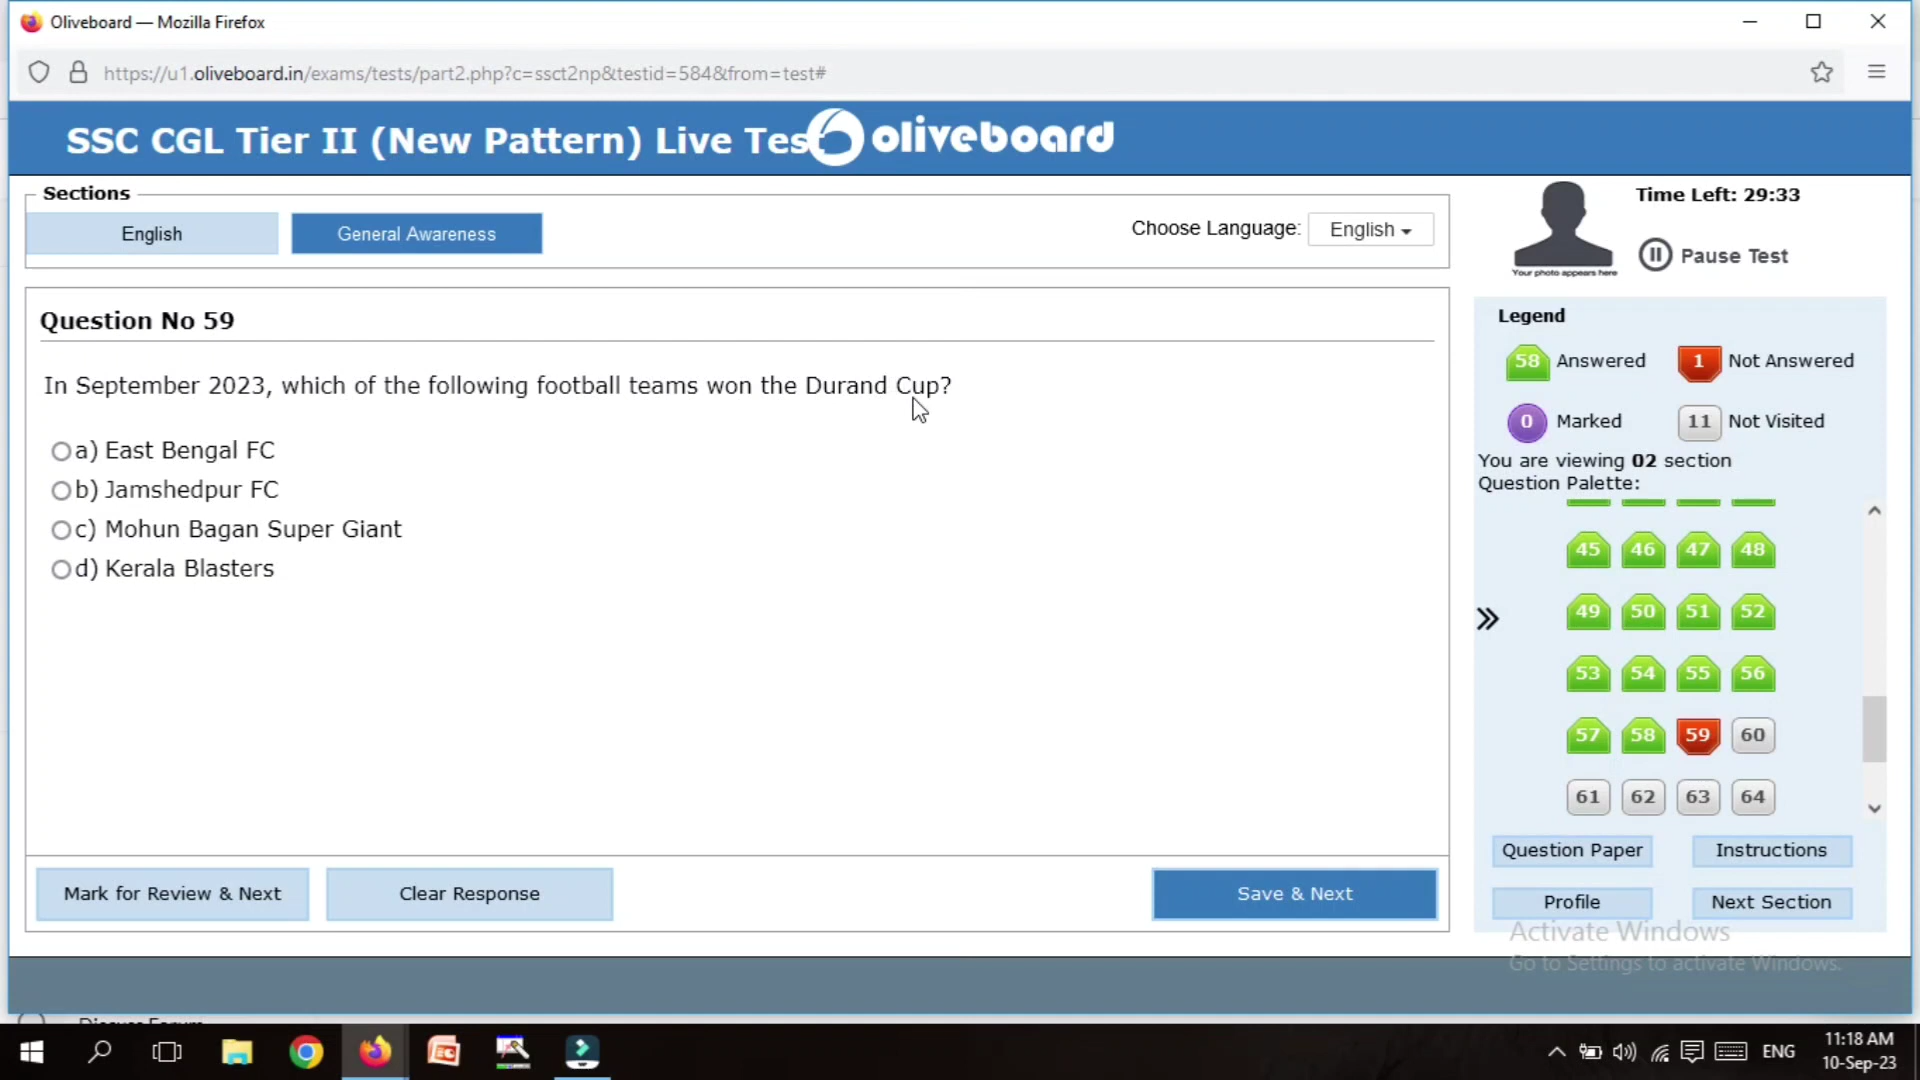 Oliveboard — Mozilla Firefox
https://u1.oliveboard.in/exams/tests/part2.php?c=ssct2np&testid=584&from=test#
SSC CGL Tier II (New Pattern) Live Tes
oliveboard
Sections
English
General Awareness
Choose Language:
English
Your photo appears here
Time Left: 29:33
Pause Test
Question No 59
In September 2023, which of the following football teams won the Durand Cup?
a) East Bengal FC
b) Jamshedpur FC
c) Mohun Bagan Super Giant
d) Kerala Blasters
Mark for Review & Next
Clear Response
Save & Next
Legend
58 Answered
1 Not Answered
0 Marked
11 Not Visited
You are viewing 02 section
Question Palette:
45 46 47 48
49 50 51 52
53 54 55 56
57 58 59 60
61 62 63 64
Question Paper
Instructions
Profile
Next Section
Activate Windows
Go to Settings to activate Windows.
ENG
11:18 AM
10-Sep-23